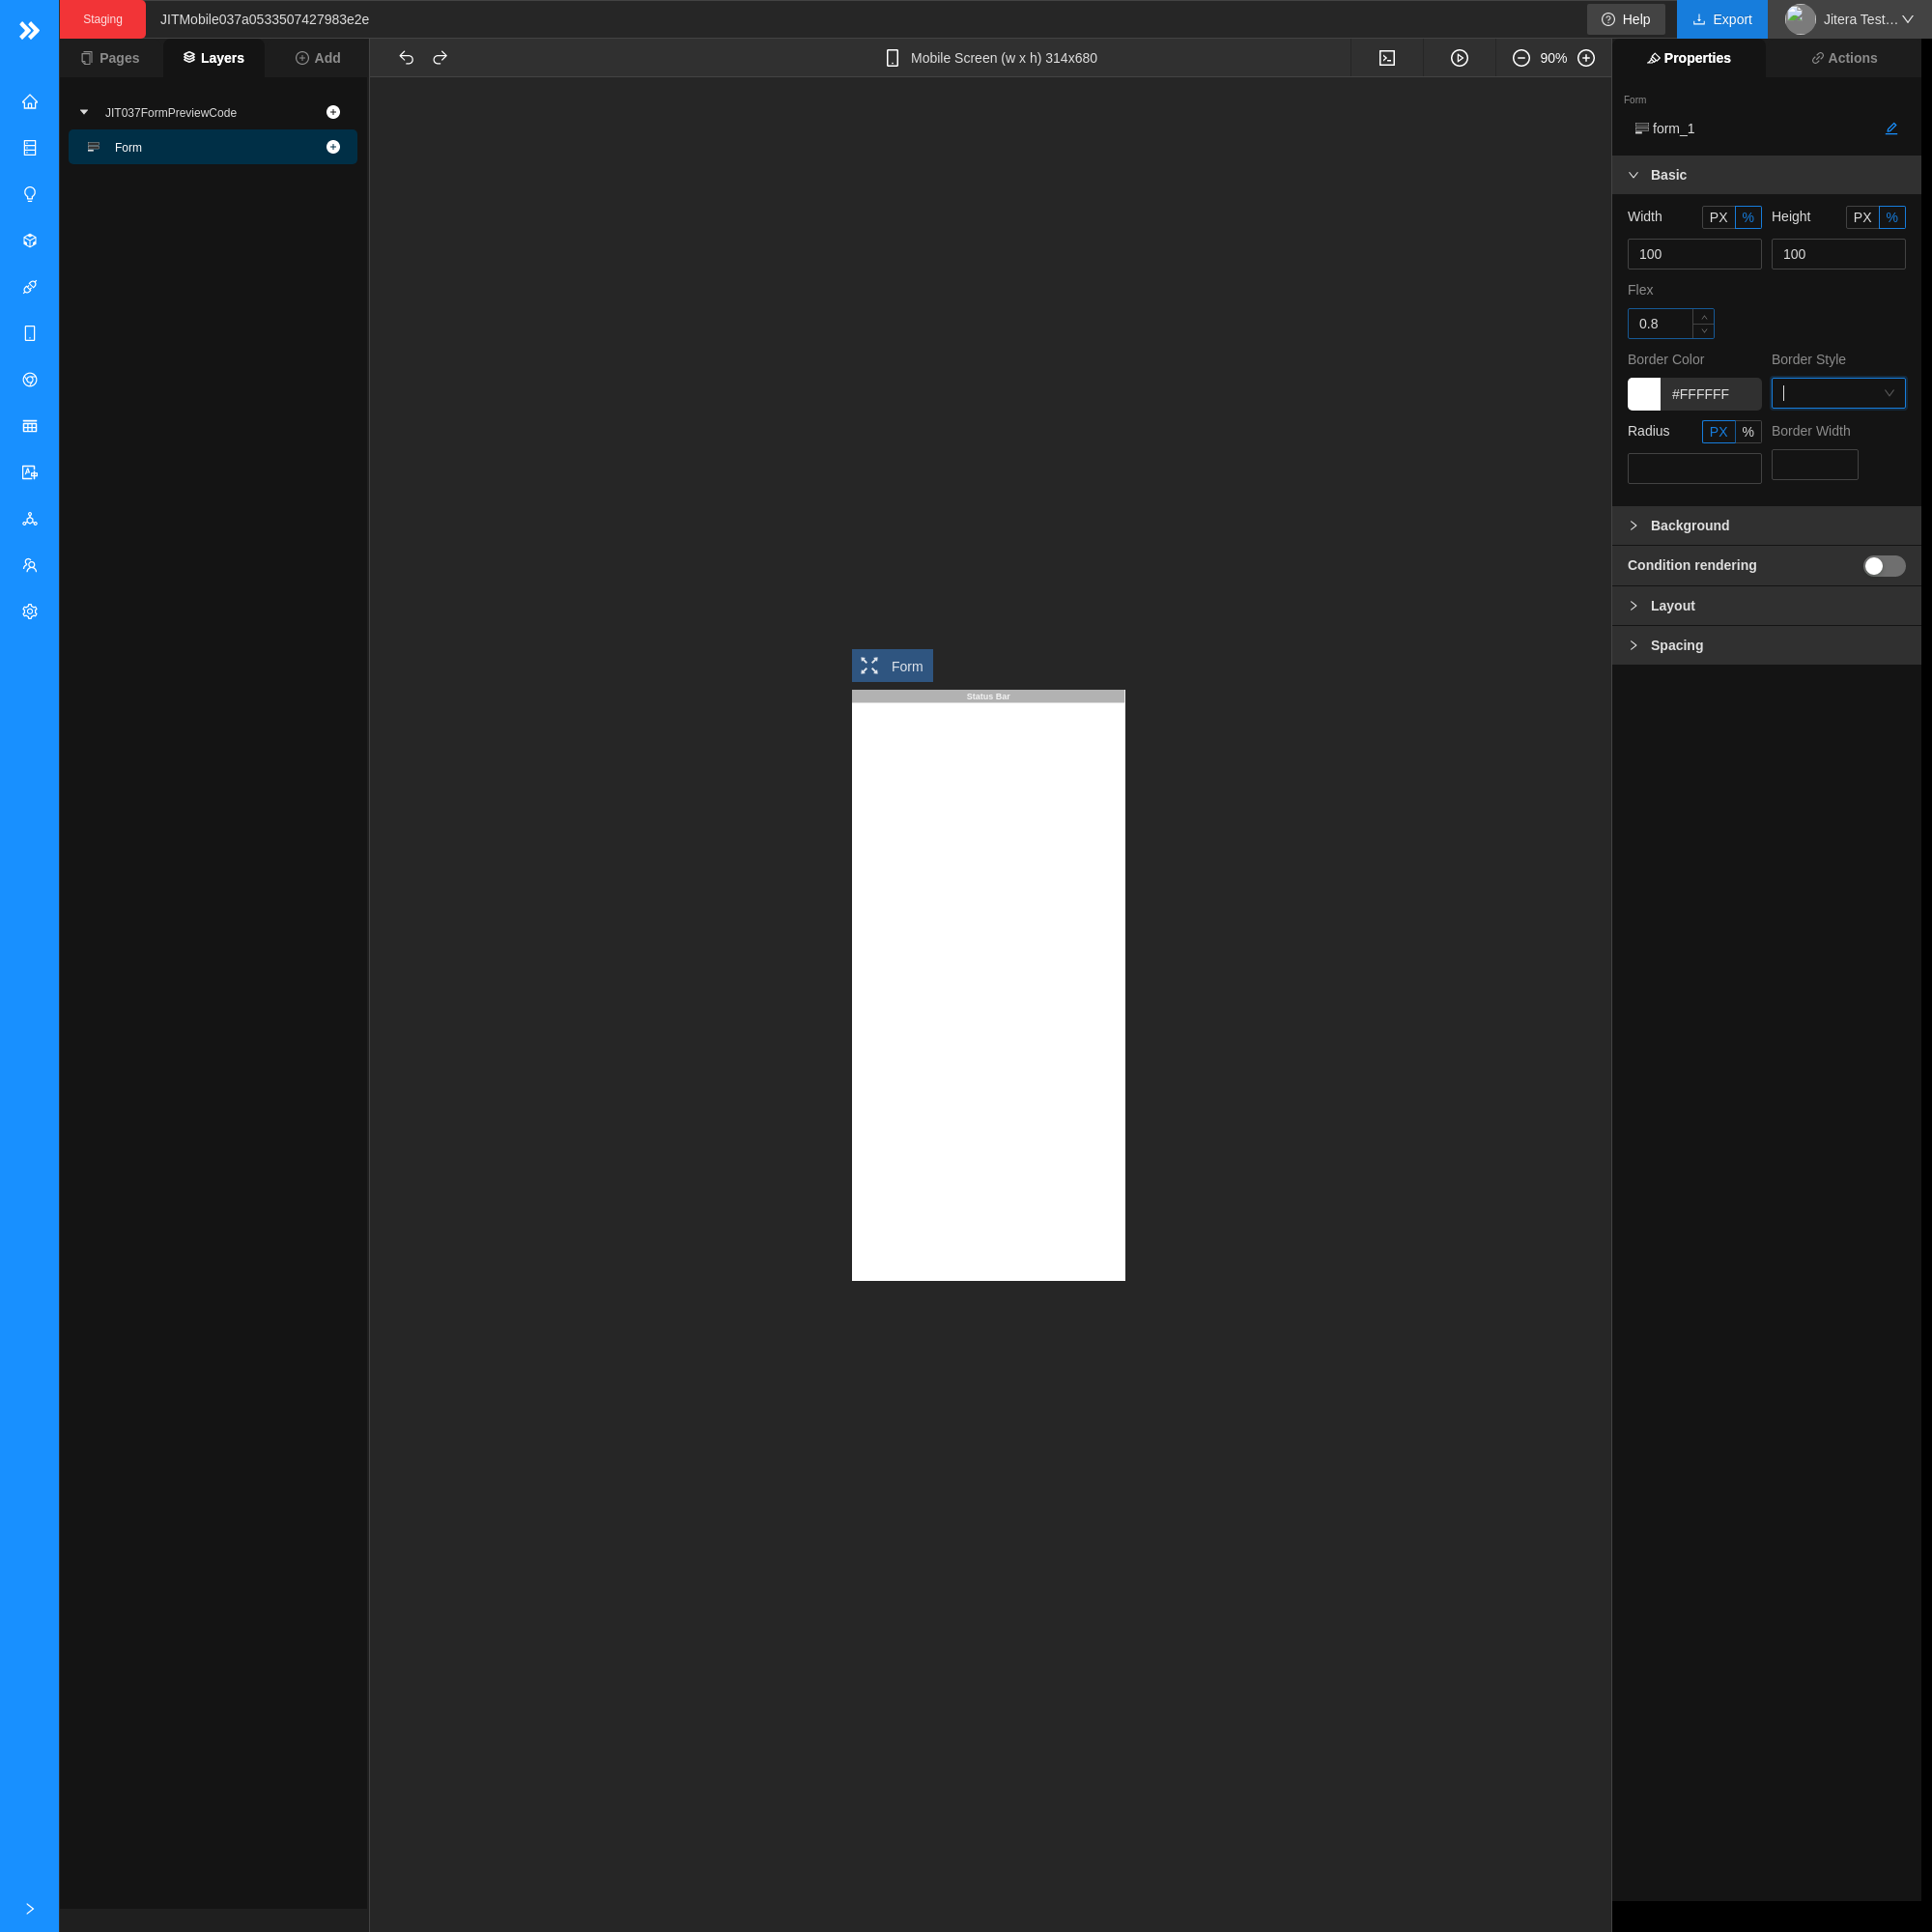 Staging
JITMobile037a0533507427983e2e
Help
Export
Jitera Test…
Pages
Layers
Add
Mobile Screen (w x h) 314x680
90%
Properties
Actions
JIT037FormPreviewCode
Form
Form
form_1
Basic
Width PX % Height PX %
100 100
Flex
0.8
Border Color Border Style
#FFFFFF
Radius PX % Border Width
Background
Condition rendering
Layout
Spacing
Form
Status Bar